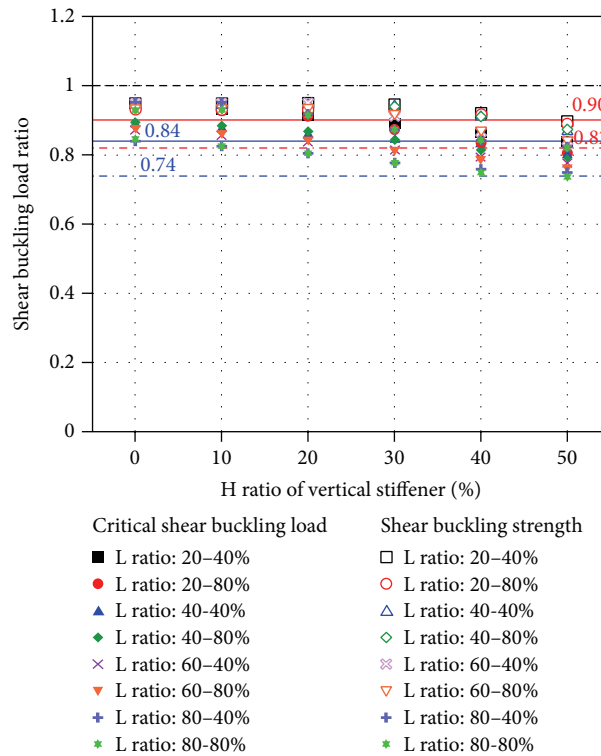 1.2
1
0.8
0.6
0.4
0.2
0
Shear buckling load ratio
0.90
0.84
0.82
0.74
0 10 20 30 40 50
H ratio of vertical stiffener (%)
Critical shear buckling load Shear buckling strength
L ratio: 20–40% L ratio: 20–40%
L ratio: 20–80% L ratio: 20–80%
L ratio: 40-40% L ratio: 40-40%
L ratio: 40–80% L ratio: 40–80%
L ratio: 60–40% L ratio: 60–40%
L ratio: 60–80% L ratio: 60–80%
L ratio: 80–40% L ratio: 80–40%
L ratio: 80-80% L ratio: 80-80%